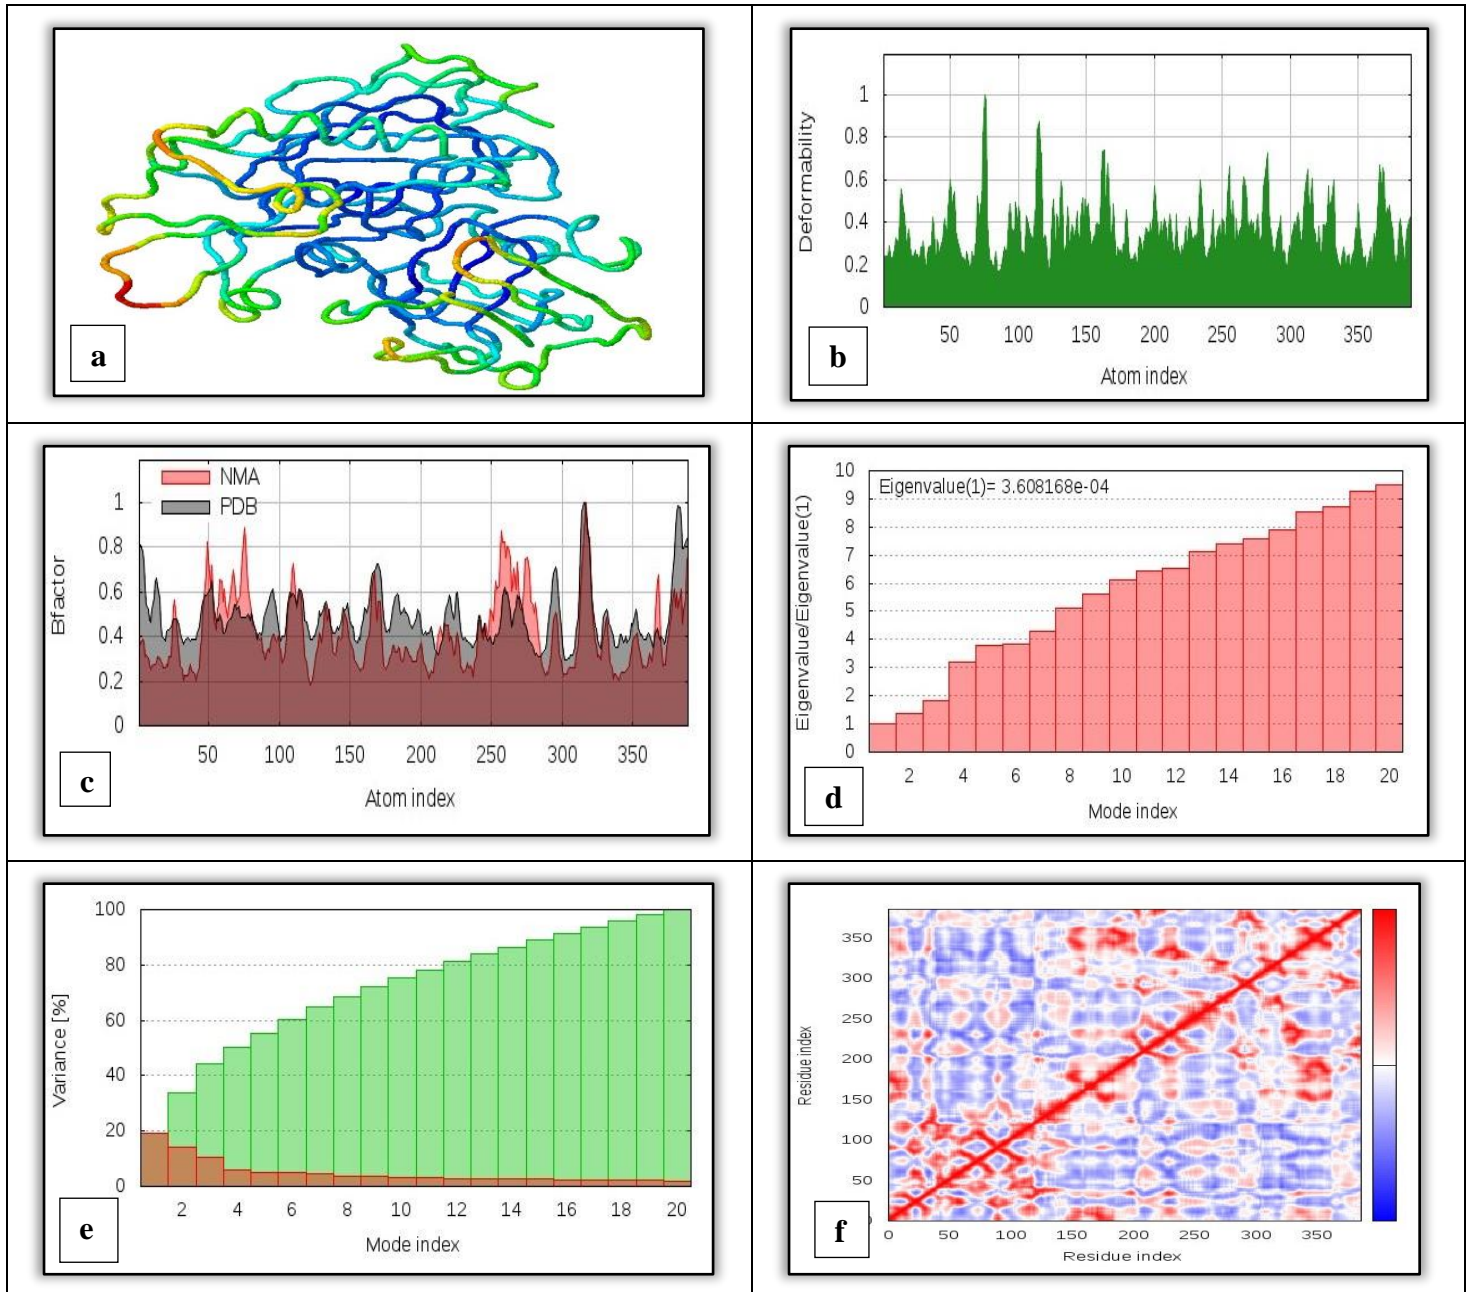 a
1
0.8
0.6
0.4
0.2
0
Deformability
50 100 150 200 250 300 350
Atom index
b
NMA
PDB
1
0.8
0.6
0.4
0.2
0
Bfactor
50 100 150 200 250 300 350
Atom index
c
Eigenvalue(1)= 3.608168e-04
10
9
8
7
6
5
4
3
2
1
0
Eigenvalue/Eigenvalue(1)
2 4 6 8 10 12 14 16 18 20
Mode index
d
100
80
60
40
20
0
Variance [%]
2 4 6 8 10 12 14 16 18 20
Mode index
e
350
300
250
200
150
100
50
Residue index
0 50 100 150 200 250 300 350
Residue index
f